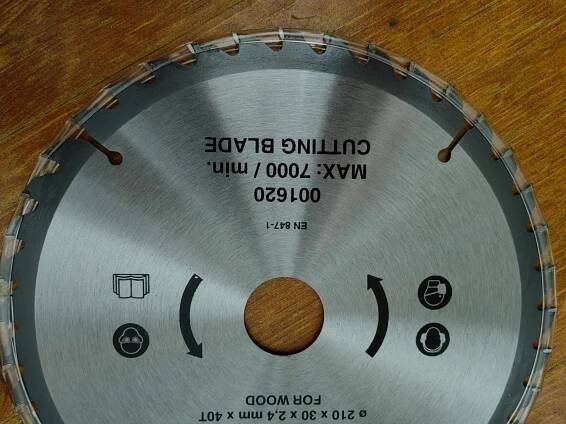 ø 210 x 30 x 2,4 mm x 40T
FOR WOOD
EN 847-1
001620
MAX: 7000 / min.
CUTTING BLADE